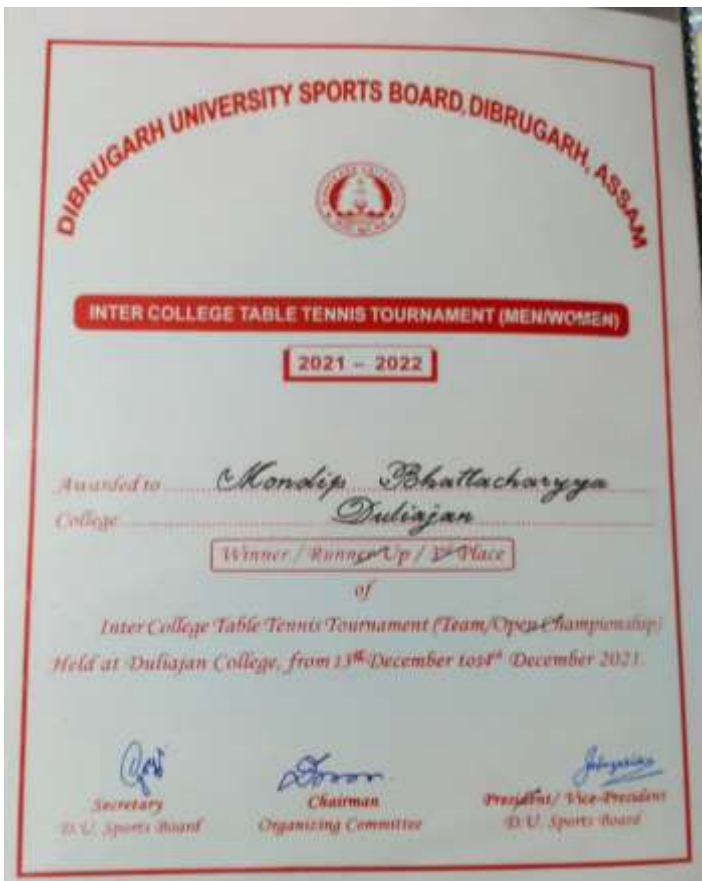 DIBRUGARH UNIVERSITY SPORTS BOARD, DIBRUGARH, ASSAM
INTER COLLEGE TABLE TENNIS TOURNAMENT (MEN/WOMEN)
2021 – 2022
Awarded to Mondip Bhattacharyya
College Duliajan
Winner / Runner Up / 3rd Place
of
Inter College Table Tennis Tournament (Team/Open Championship)
Held at Duliajan College, from 13th December to 14th December 2021.
Secretary
D.U. Sports Board
Chairman
Organizing Committee
President/ Vice-President
D.U. Sports Board